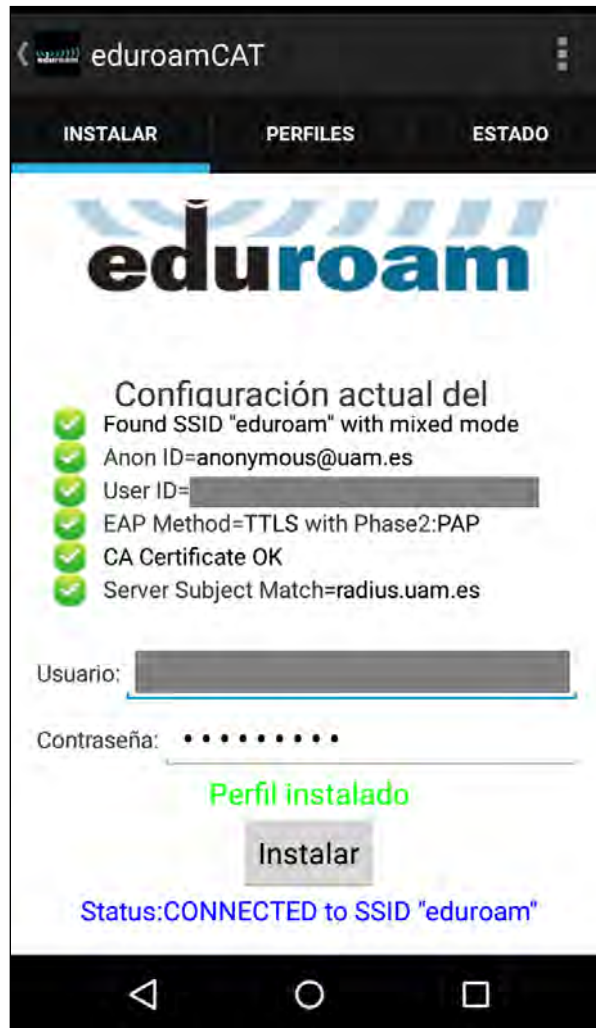 eduroamCAT
INSTALAR PERFILES ESTADO
eduroam
Configuración actual del
Found SSID "eduroam" with mixed mode
Anon ID=anonymous@uam.es
User ID=
EAP Method=TTLS with Phase2:PAP
CA Certificate OK
Server Subject Match=radius.uam.es
Usuario:
Contraseña: •••••••••
Perfil instalado
Instalar
Status:CONNECTED to SSID "eduroam"